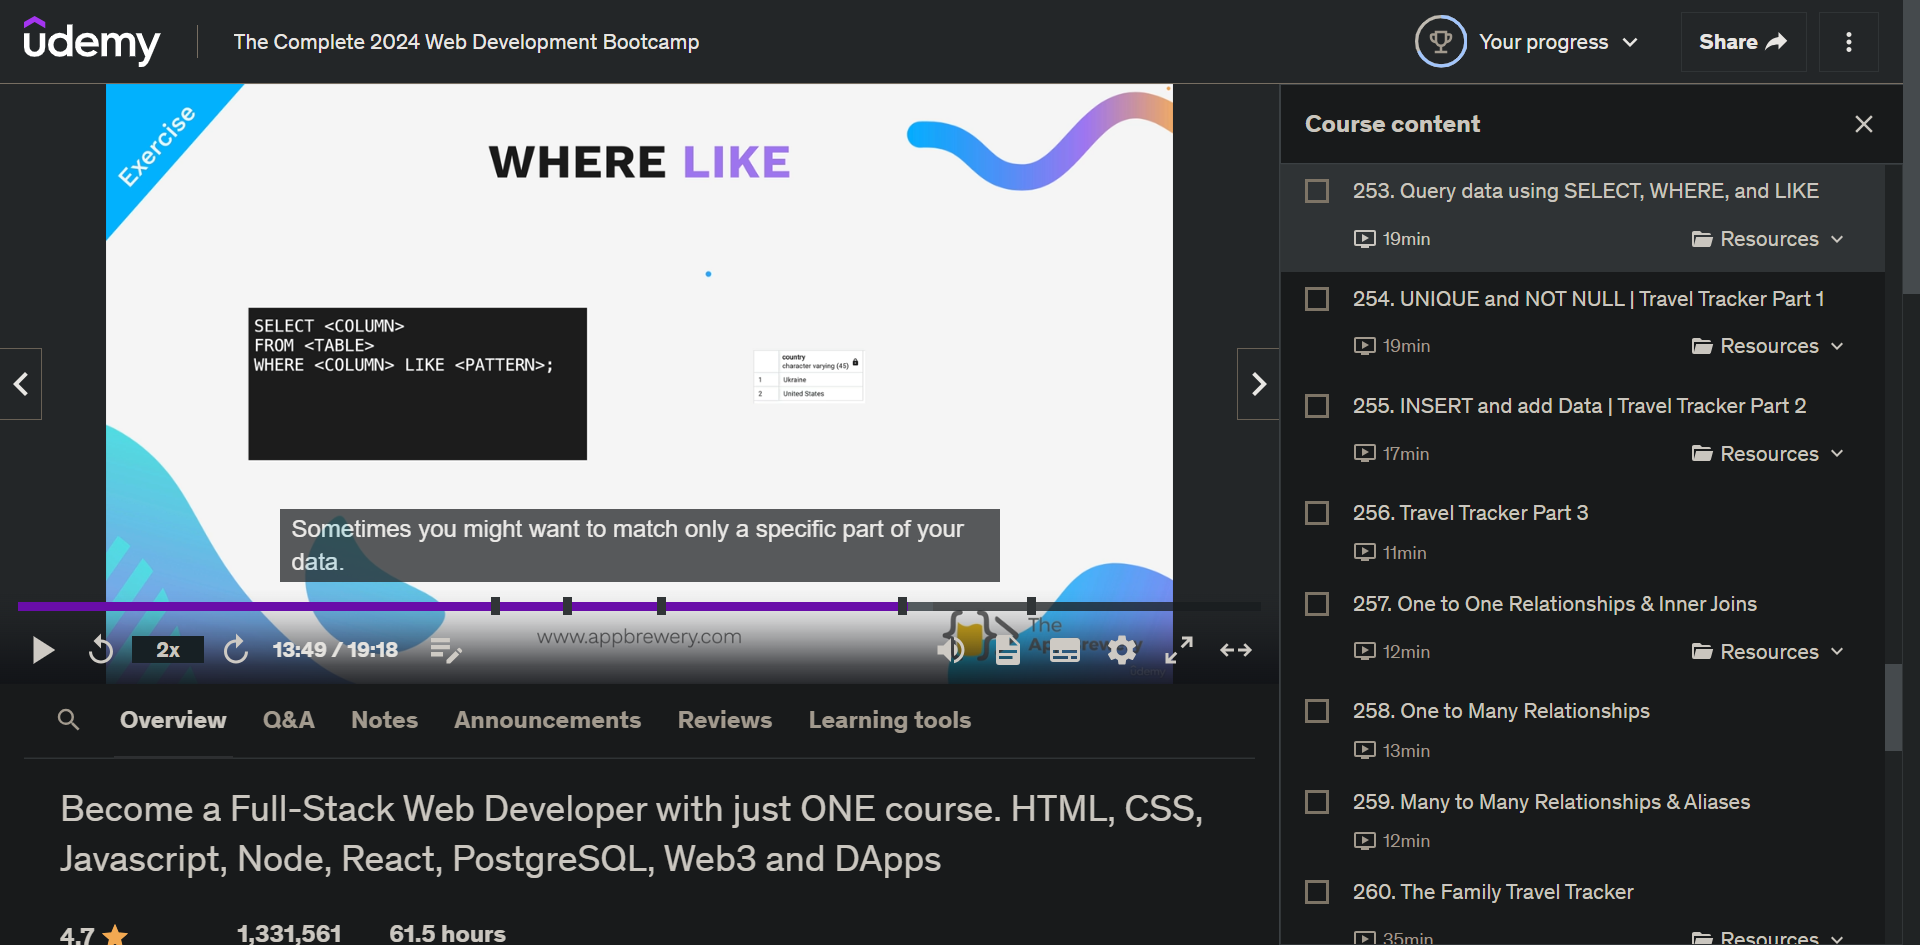 udemy
The Complete 2024 Web Development Bootcamp
Your progress
Share
Exercise
WHERE LIKE
SELECT <COLUMN>
FROM <TABLE>
WHERE <COLUMN> LIKE <PATTERN>;
country
character varying (45)
1 Ukraine
2 United States
Sometimes you might want to match only a specific part of your
data.
www.appbrewery.com
The
2x
13:49 / 19:18
udemy
Overview
Q&A
Notes
Announcements
Reviews
Learning tools
Become a Full-Stack Web Developer with just ONE course. HTML, CSS,
Javascript, Node, React, PostgreSQL, Web3 and DApps
4.7
1,331,561
61.5 hours
Course content
253. Query data using SELECT, WHERE, and LIKE
19min
Resources
254. UNIQUE and NOT NULL | Travel Tracker Part 1
19min
Resources
255. INSERT and add Data | Travel Tracker Part 2
17min
Resources
256. Travel Tracker Part 3
11min
257. One to One Relationships & Inner Joins
12min
Resources
258. One to Many Relationships
13min
259. Many to Many Relationships & Aliases
12min
260. The Family Travel Tracker
35min
Resources